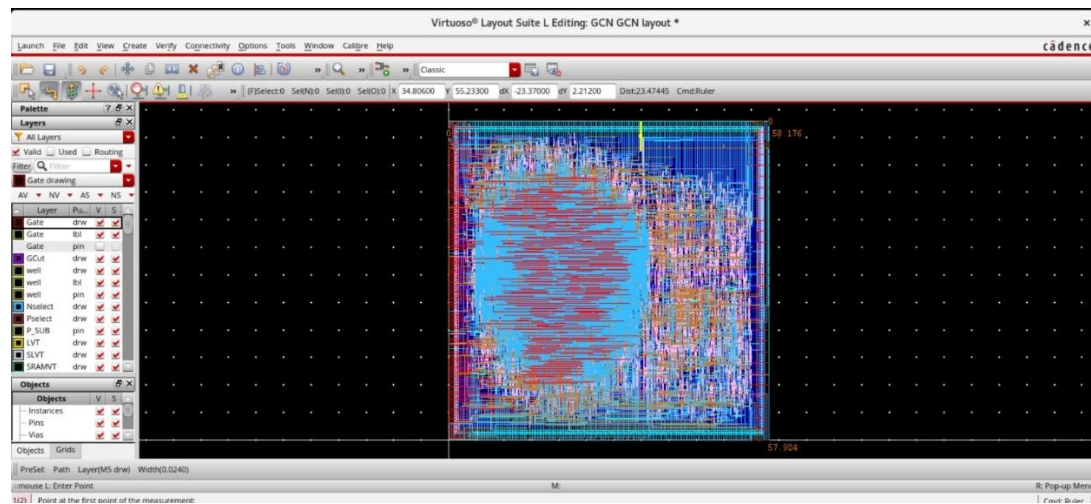 Virtuoso® Layout Suite L Editing: GCN GCN layout *
Launch File Edit View Create Verify Connectivity Options Tools Window Calibre Help
cādence
Classic
(F)Select:0 Sel(N):0 Sel(I):0 Sel(O):0 X 34.80600 Y 55.23300 dX -23.37000 dY 2.21200 Dist:23.47445 Cmd:Ruler
Palette
Layers
All Layers
Valid Used Routing
Filter Filter
Gate drawing
AV NV AS NS
Layer Pu... V S
Gate drw
Gate lbl
Gate pin
GCut drw
well drw
well lbl
well pin
Nselect drw
Pselect drw
P_SUB pin
LVT drw
SLVT drw
SRAMVT drw
Objects
Objects V S
Instances
Pins
Vias
Objects Grids
0
0
58.176
57.924
PreSel: Path Layer(M5 drw) Width(0.0240)
mouse L: Enter Point M: R: Pop-up Menu
1(2) Point at the first point of the measurement: Cmd: Ruler